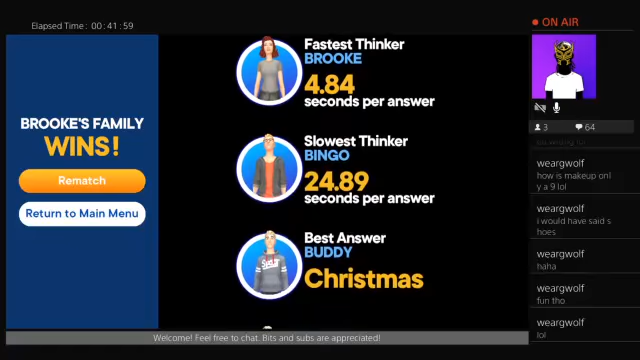 Elapsed Time : 00:41:59
ON AIR
BROOKE'S FAMILY
WINS!
Rematch
Return to Main Menu
Fastest Thinker
BROOKE
4.84
seconds per answer
Slowest Thinker
BINGO
24.89
seconds per answer
Best Answer
BUDDY
Christmas
3
64
weargwolf
how is makeup onl
y a 9 lol
weargwolf
i would have said s
hoes
weargwolf
haha
weargwolf
fun tho
weargwolf
lol
Welcome! Feel free to chat. Bits and subs are appreciated!